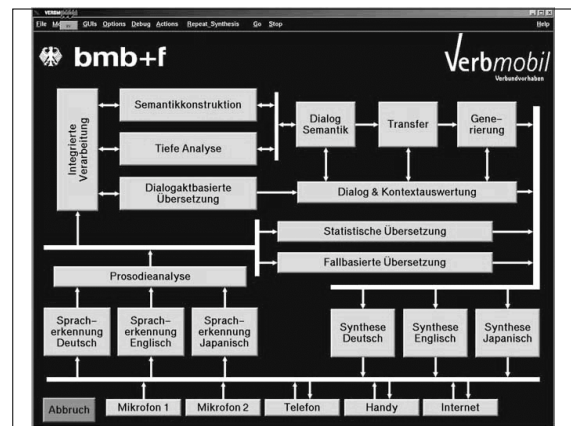 VERBMOBIL
File
GUIs Options Debug Actions Repeat_Synthesis Go Stop Help
bmb+f
Verbmobil
Verbundvorhaben
Semantikkonstruktion
Integrierte
Verarbeitung
Tiefe Analyse
Dialogaktbasierte
Übersetzung
Dialog
Semantik
Transfer
Gene-
rierung
Dialog & Kontextauswertung
Statistische Übersetzung
Fallbasierte Übersetzung
Prosodieanalyse
Sprach-
erkennung
Deutsch
Sprach-
erkennung
Englisch
Sprach-
erkennung
Japanisch
Synthese
Deutsch
Synthese
Englisch
Synthese
Japanisch
Abbruch
Mikrofon 1
Mikrofon 2
Telefon
Handy
Internet